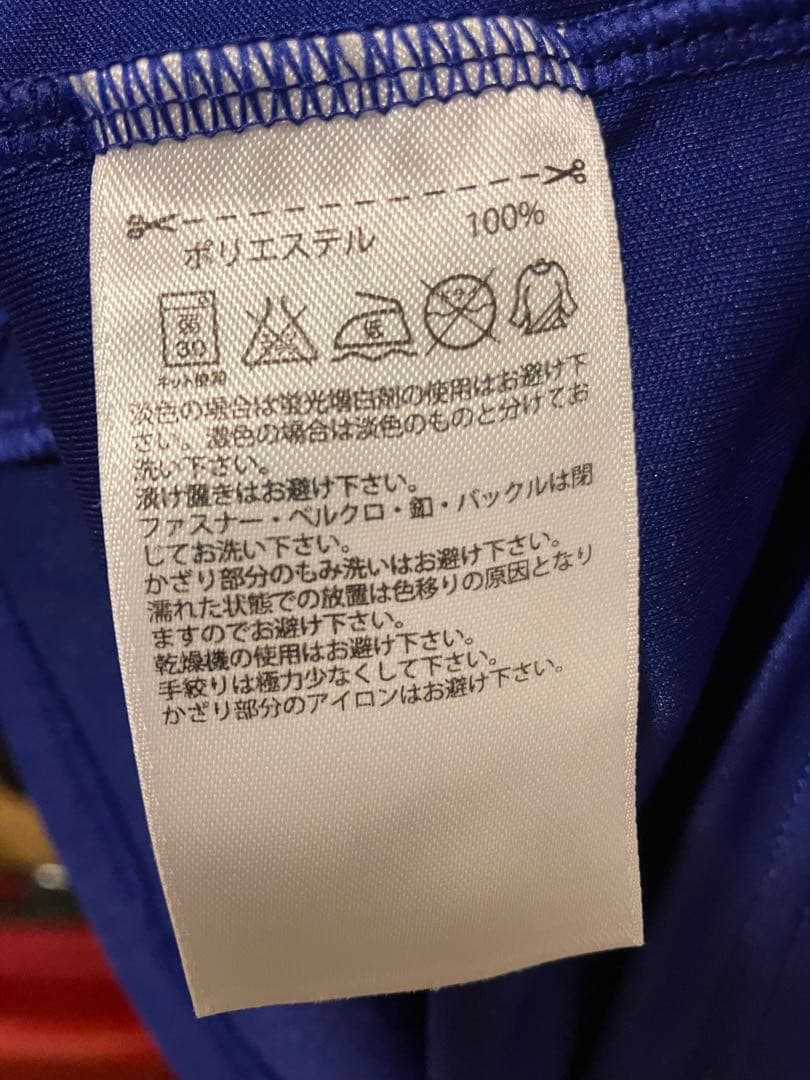 ポリエステル 100%
弱
30
ネット使用
低
淡色の場合は蛍光増白剤の使用はお避け下
さい。濃色の場合は淡色のものと分けてお
洗い下さい。
漬け置きはお避け下さい。
ファスナー・ベルクロ・釦・バックルは閉
じてお洗い下さい。
かざり部分のもみ洗いはお避け下さい。
濡れた状態での放置は色移りの原因となり
ますのでお避け下さい。
乾燥機の使用はお避け下さい。
手絞りは極力少なくして下さい。
かざり部分のアイロンはお避け下さい。